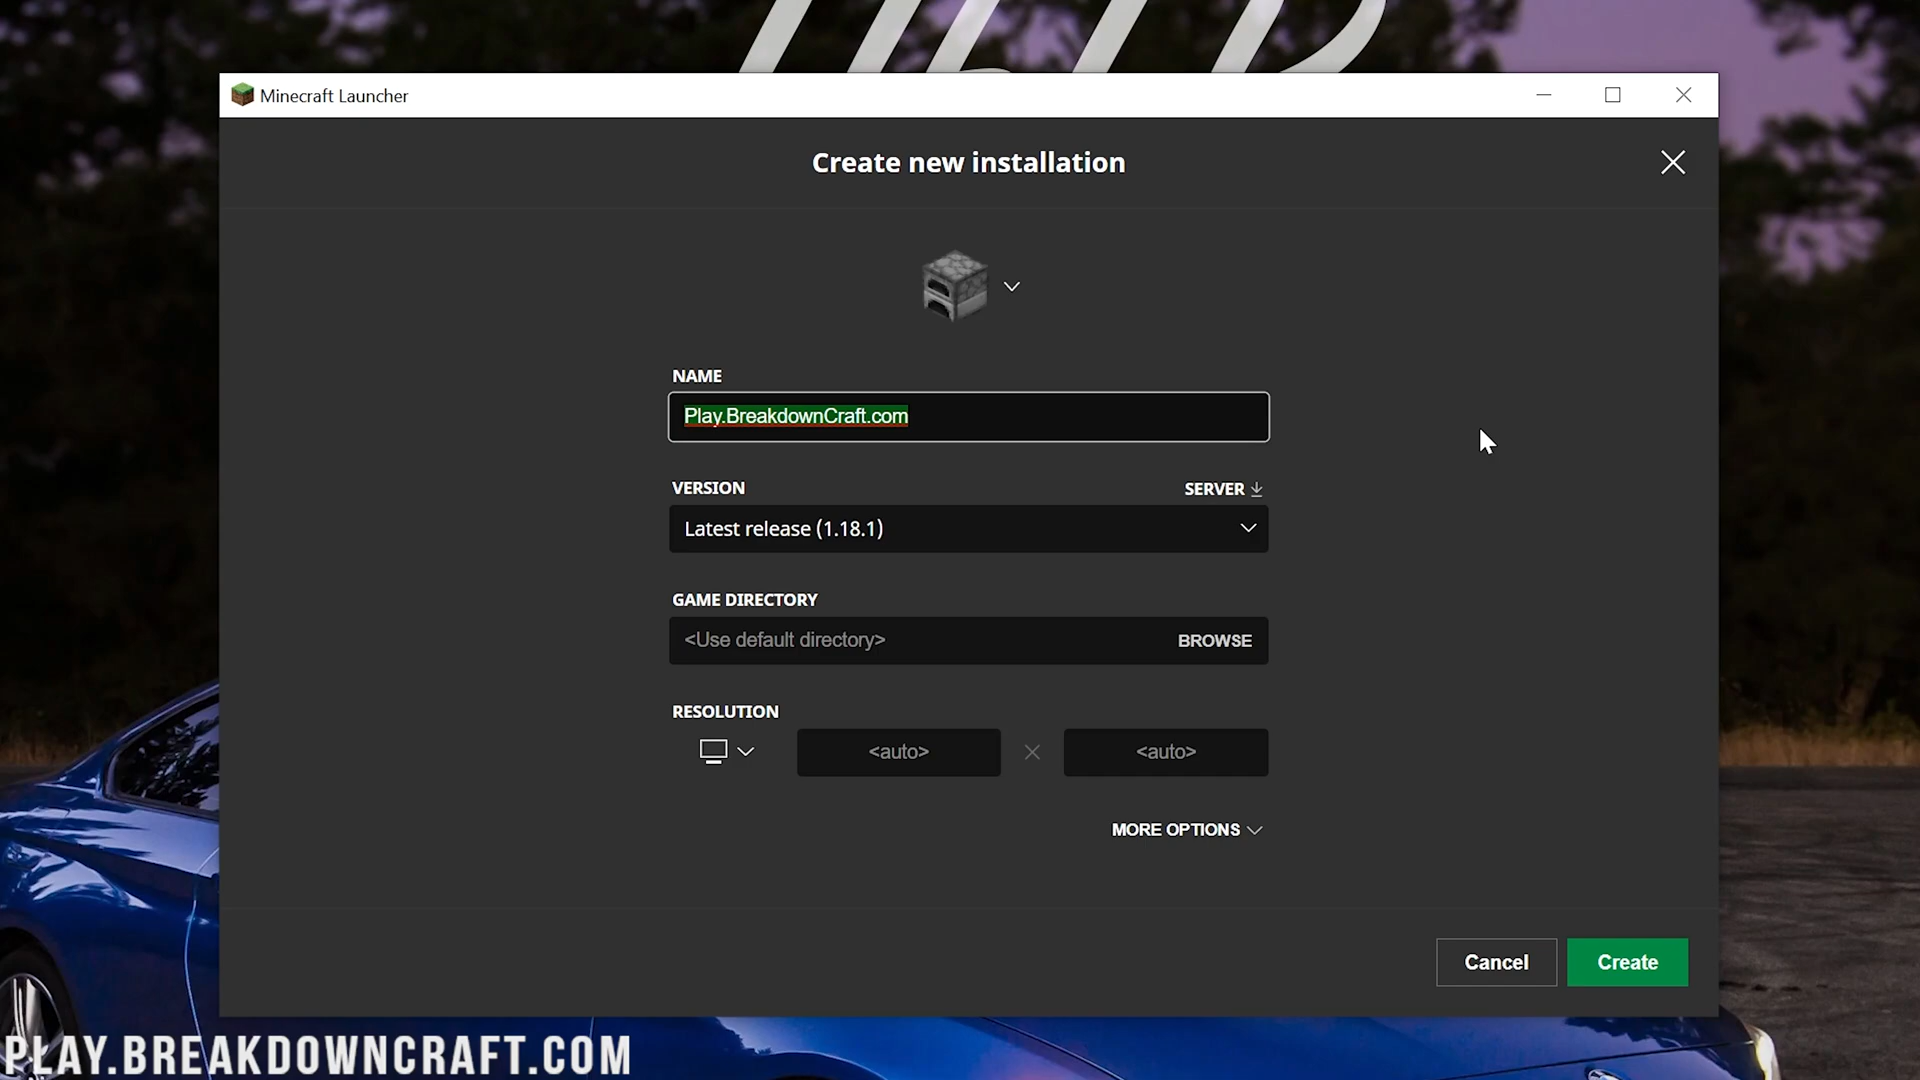 Minecraft Launcher
Create new installation
NAME
Play.BreakdownCraft.com
VERSION
SERVER
Latest release (1.18.1)
GAME DIRECTORY
<Use default directory>
BROWSE
RESOLUTION
<auto>
<auto>
MORE OPTIONS
Cancel
Create
PLAY.BREAKDOWNCRAFT.COM